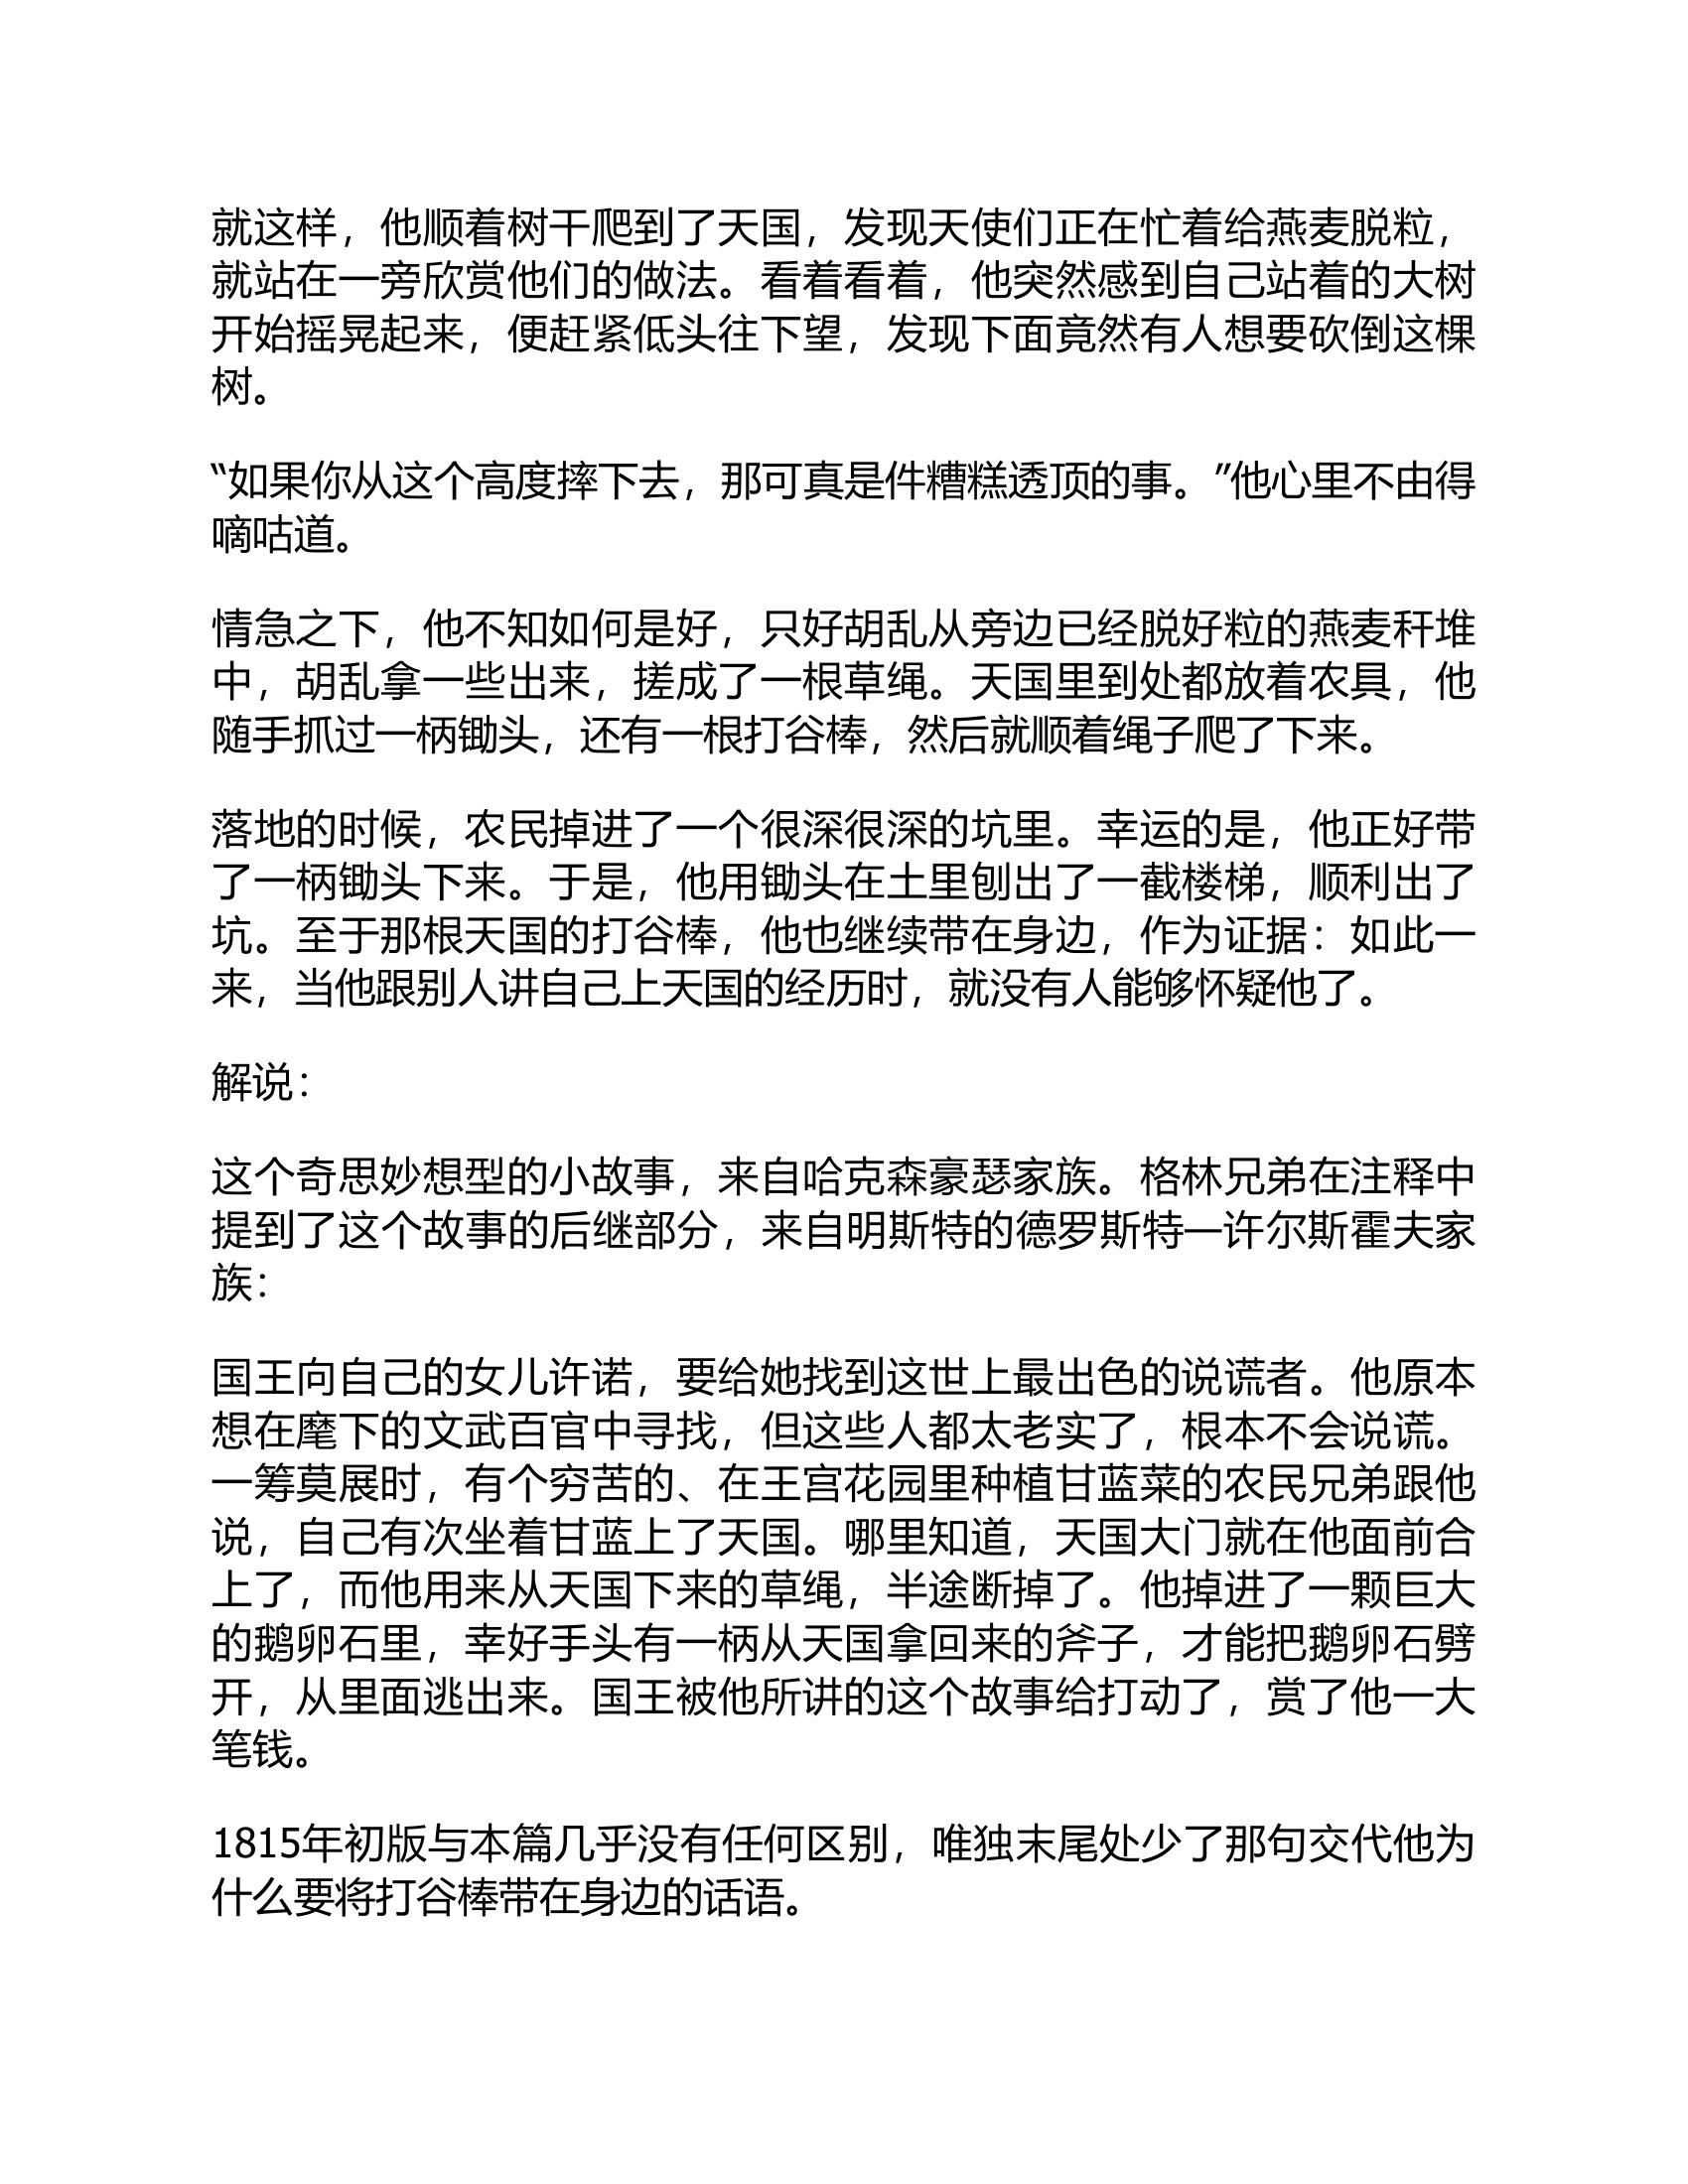 就这样，他顺着树干爬到了天国，发现天使们正在忙着给燕麦脱粒，
就站在一旁欣赏他们的做法。看着看着，他突然感到自己站着的大树
开始摇晃起来，便赶紧低头往下望，发现下面竟然有人想要砍倒这棵
树。
“如果你从这个高度摔下去，那可真是件糟糕透顶的事。”他心里不由得
嘀咕道。
情急之下，他不知如何是好，只好胡乱从旁边已经脱好粒的燕麦秆堆
中，胡乱拿一些出来，搓成了一根草绳。天国里到处都放着农具，他
随手抓过一柄锄头，还有一根打谷棒，然后就顺着绳子爬了下来。
落地的时候，农民掉进了一个很深很深的坑里。幸运的是，他正好带
了一柄锄头下来。于是，他用锄头在土里刨出了一截楼梯，顺利出了
坑。至于那根天国的打谷棒，他也继续带在身边，作为证据：如此一
来，当他跟别人讲自己上天国的经历时，就没有人能够怀疑他了。
解说：
这个奇思妙想型的小故事，来自哈克森豪瑟家族。格林兄弟在注释中
提到了这个故事的后继部分，来自明斯特的德罗斯特—许尔斯霍夫家
族：
国王向自己的女儿许诺，要给她找到这世上最出色的说谎者。他原本
想在麾下的文武百官中寻找，但这些人都太老实了，根本不会说谎。
一筹莫展时，有个穷苦的、在王宫花园里种植甘蓝菜的农民兄弟跟他
说，自己有次坐着甘蓝上了天国。哪里知道，天国大门就在他面前合
上了，而他用来从天国下来的草绳，半途断掉了。他掉进了一颗巨大
的鹅卵石里，幸好手头有一柄从天国拿回来的斧子，才能把鹅卵石劈
开，从里面逃出来。国王被他所讲的这个故事给打动了，赏了他一大
笔钱。
1815年初版与本篇几乎没有任何区别，唯独末尾处少了那句交代他为
什么要将打谷棒带在身边的话语。